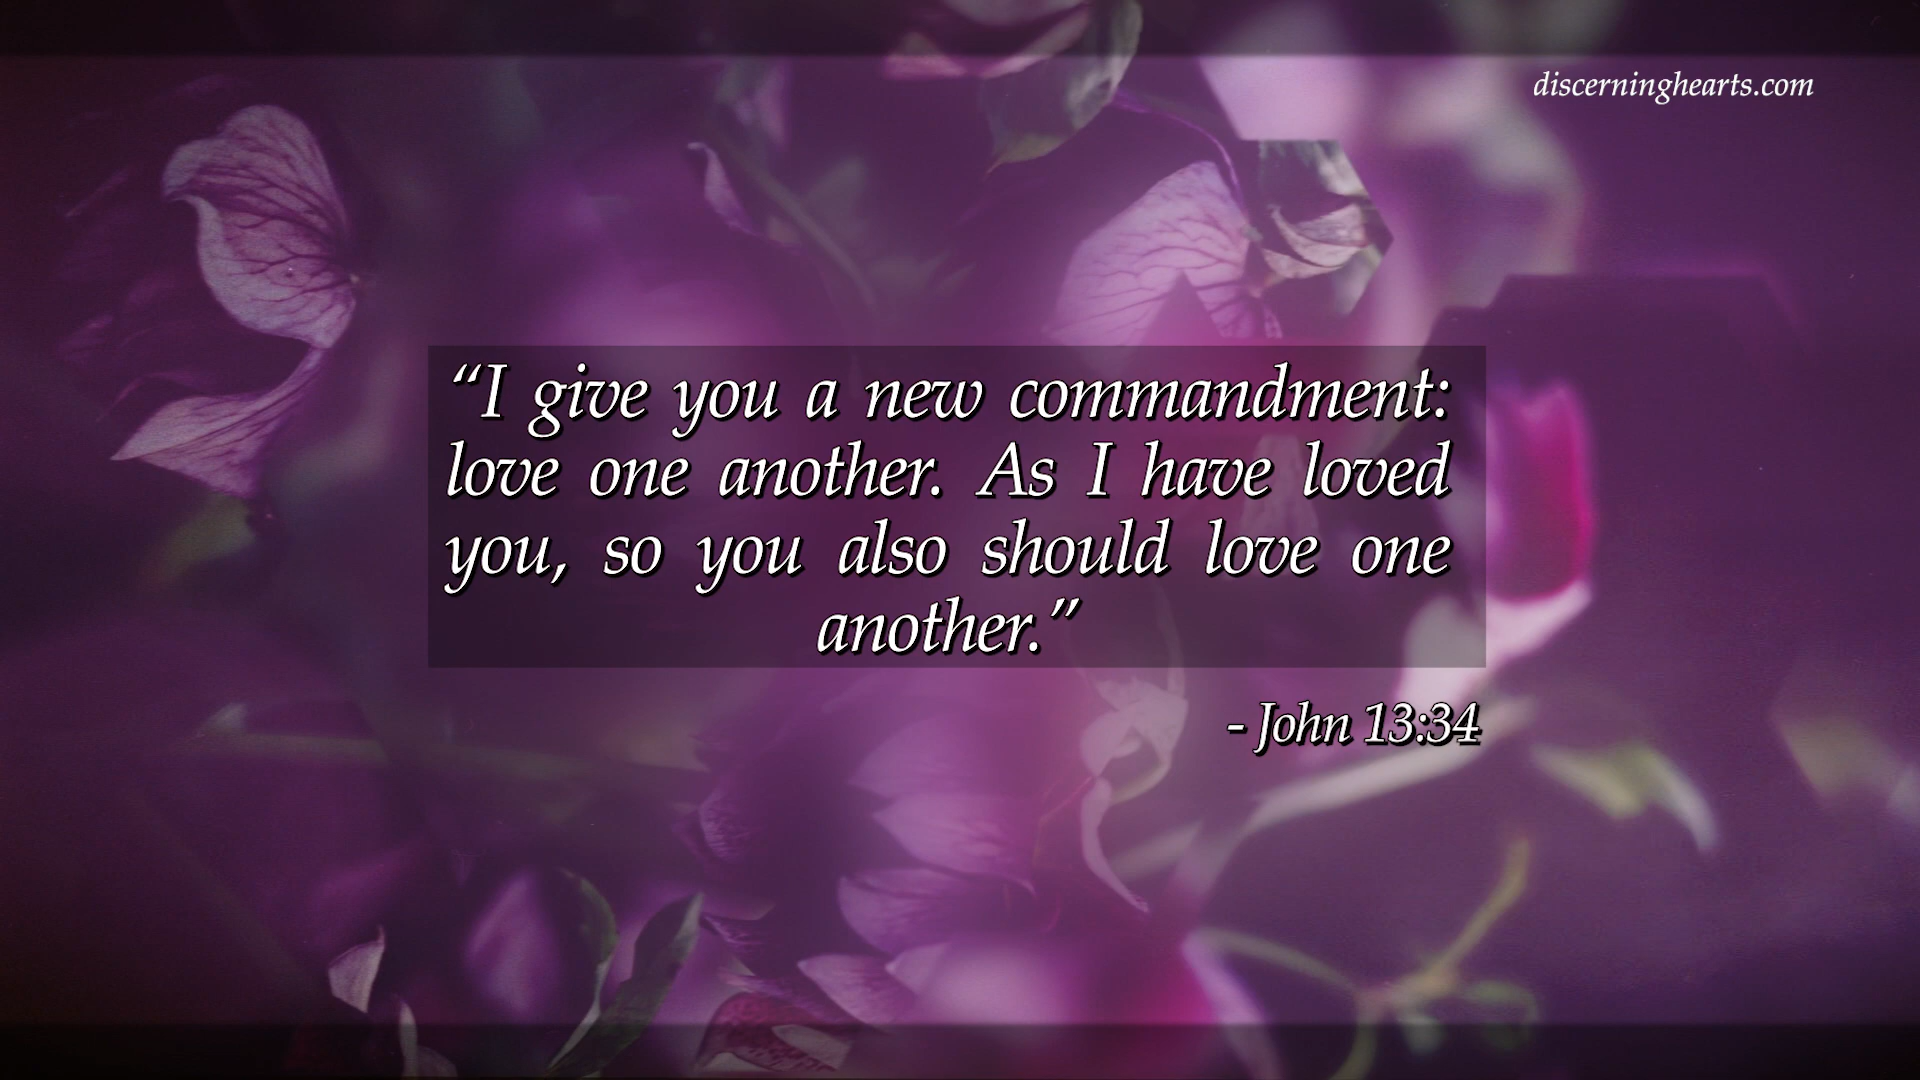 discerninghearts.com
“I give you a new commandment:
love one another. As I have loved
you, so you also should love one
another.”
- John 13:34